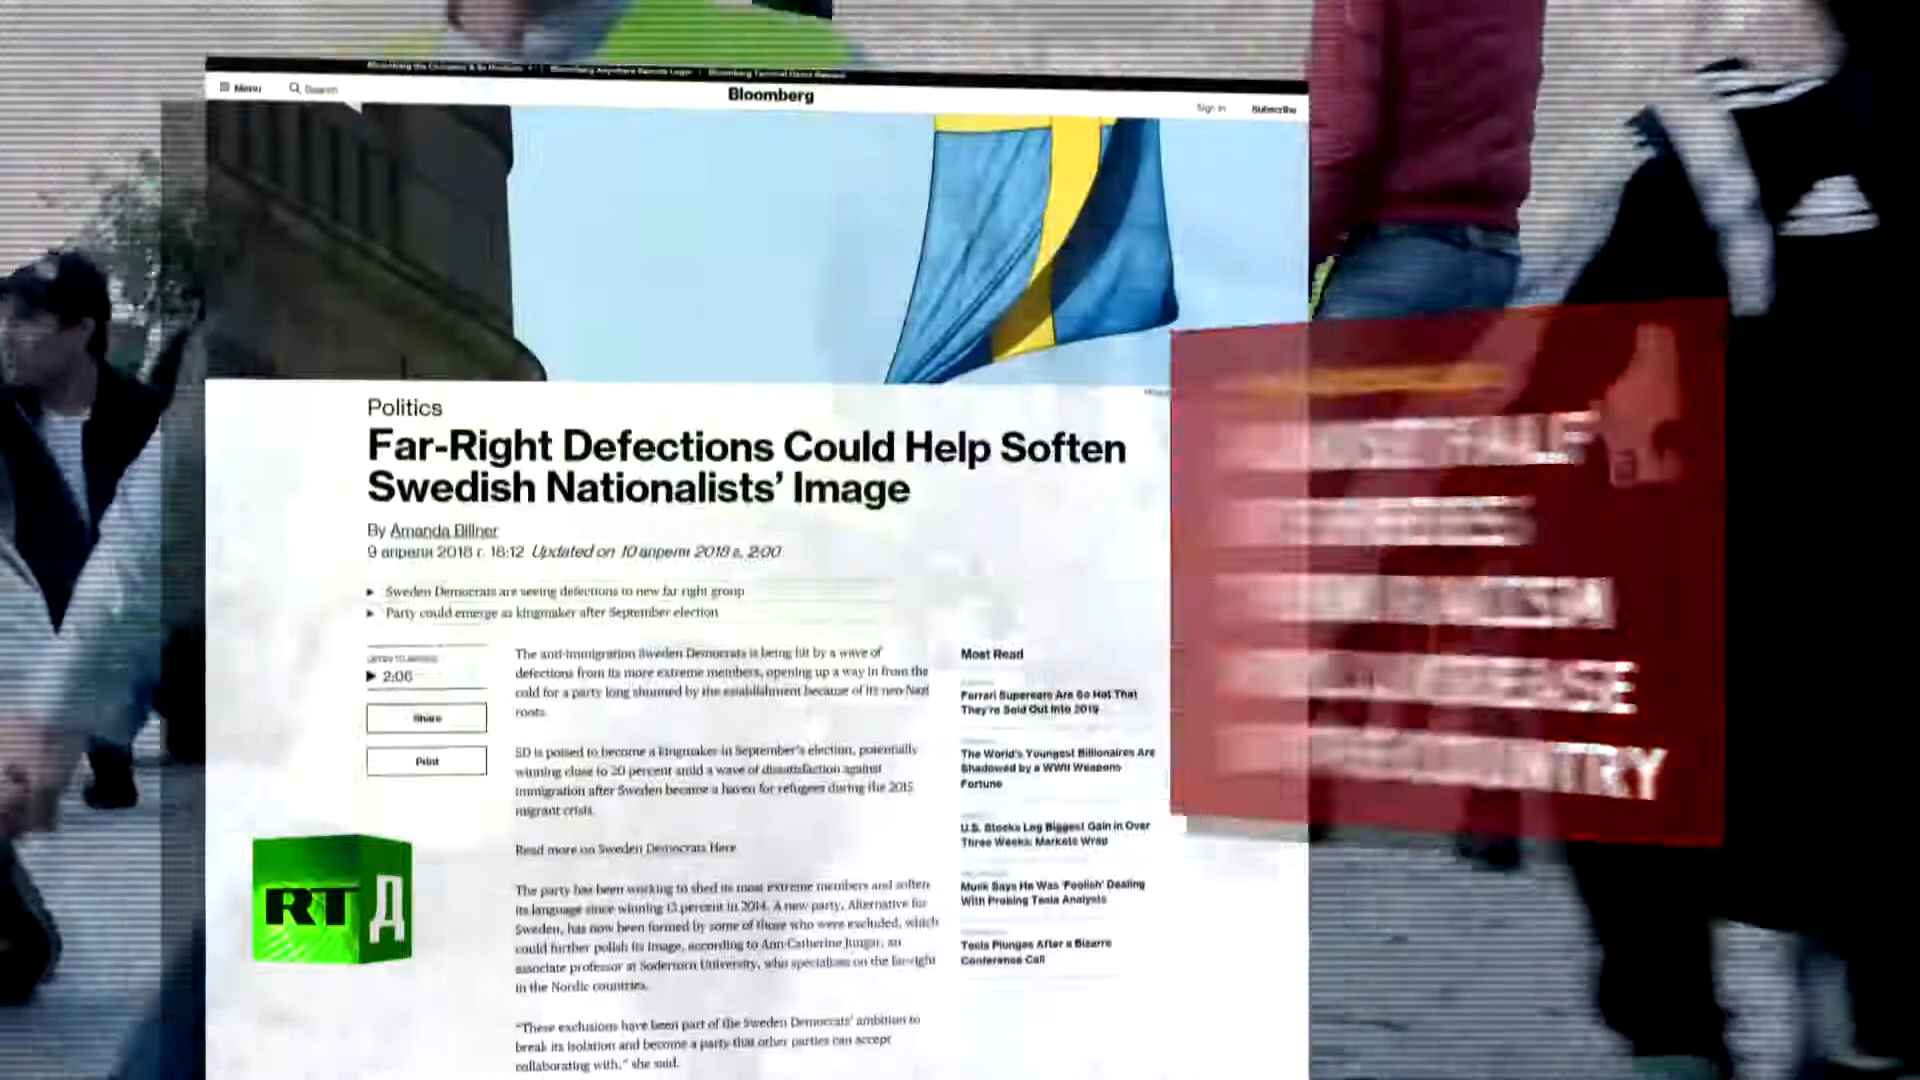 Menu
Search
Bloomberg
Sign In
Subscribe
Politics
Far-Right Defections Could Help Soften
Swedish Nationalists’ Image
By Amanda Billner
9 апрели 2018 г. 18:12 Updated on 10 апреля 2018 г. 2:00
Sweden Democrats are seeing defections to new far right group
Party could emerge as kingmaker after September election
2:06
Share
Print
The anti-immigration Sweden Democrats is being hit by a wave of
defections from its more extreme members, opening up a way in from the
cold for a party long shunned by the establishment because of its neo-Nazi
roots.
SD is poised to become a kingmaker in September's election, potentially
winning close to 20 percent amid a wave of dissatisfaction against
immigration after Sweden became a haven for refugees during the 2015
migrant crisis.
Read more on Sweden Democrats Here
The party has been working to shed its most extreme members and soften
its language since winning 13 percent in 2014. A new party, Alternative for
Sweden, has now been formed by some of those who were excluded, which
could further polish its image, according to Ann-Catherine Jungar, an
associate professor at Sodertorn University, who specializes on the far-right
in the Nordic countries.
“These exclusions have been part of the Sweden Democrats’ ambition to
break its isolation and become a party that other parties can accept
collaborating with,” she said.
Most Read
Ferrari Supercars Are So Hot That
They're Sold Out Into 2019
The World's Youngest Billionaires Are
Shadowed by a WWII Weapons
Fortune
U.S. Stocks Log Biggest Gain in Over
Three Weeks: Markets Wrap
Musk Says He Was 'Foolish' Dealing
With Probing Tesla Analysts
Tesla Plunges After a Bizarre
Conference Call
RT Д